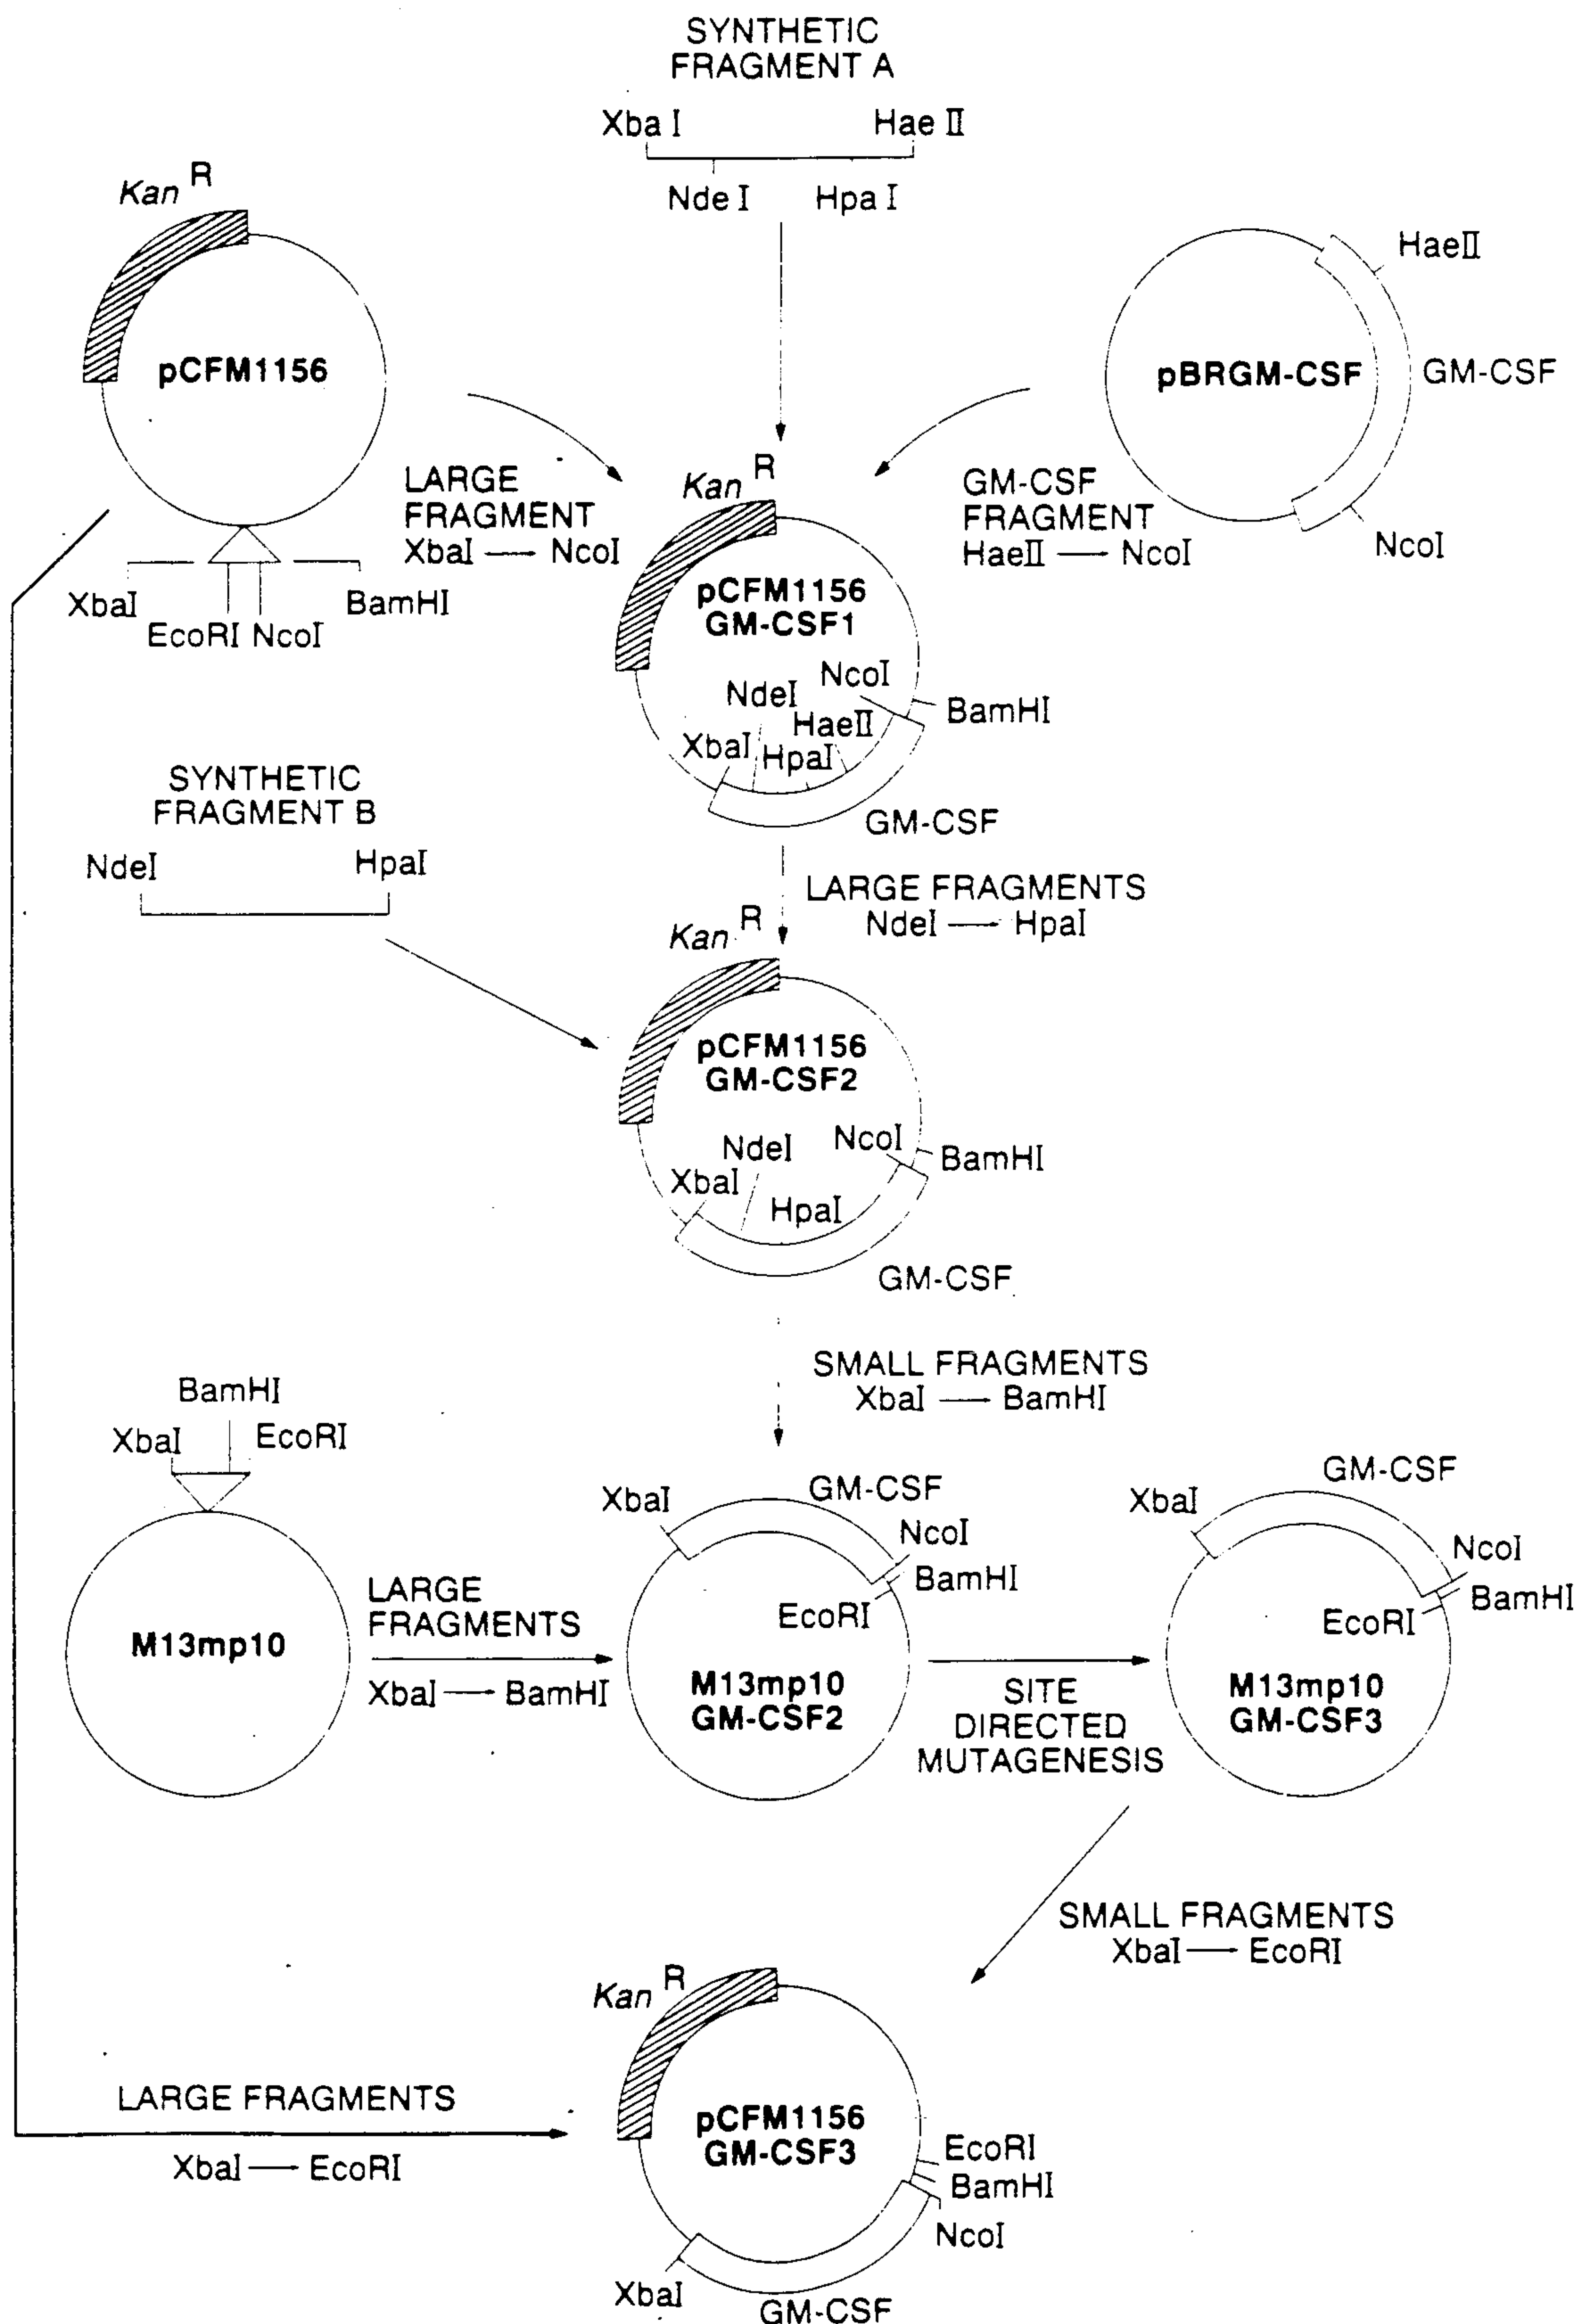 SYNTHETIC
FRAGMENT A
Xba I
Hae II
Nde I
Hpa I
Kan R
pCFM1156
XbaI
EcoRI
NcoI
BamHI
LARGE
FRAGMENT
XbaI → NcoI
HaeII
pBRGM-CSF
GM-CSF
NcoI
GM-CSF
FRAGMENT
HaeII → NcoI
Kan R
pCFM1156
GM-CSF1
NcoI
NdeI
BamHI
HaeII
XbaI
HpaI
GM-CSF
SYNTHETIC
FRAGMENT B
NdeI
HpaI
LARGE FRAGMENTS
NdeI → HpaI
Kan R
pCFM1156
GM-CSF2
NcoI
NdeI
BamHI
XbaI
HpaI
GM-CSF
SMALL FRAGMENTS
XbaI → BamHI
BamHI
XbaI
EcoRI
M13mp10
LARGE
FRAGMENTS
XbaI → BamHI
GM-CSF
XbaI
NcoI
BamHI
EcoRI
M13mp10
GM-CSF2
SITE
DIRECTED
MUTAGENESIS
GM-CSF
XbaI
NcoI
BamHI
EcoRI
M13mp10
GM-CSF3
SMALL FRAGMENTS
XbaI → EcoRI
LARGE FRAGMENTS
XbaI → EcoRI
Kan R
pCFM1156
GM-CSF3
EcoRI
BamHI
NcoI
XbaI
GM-CSF